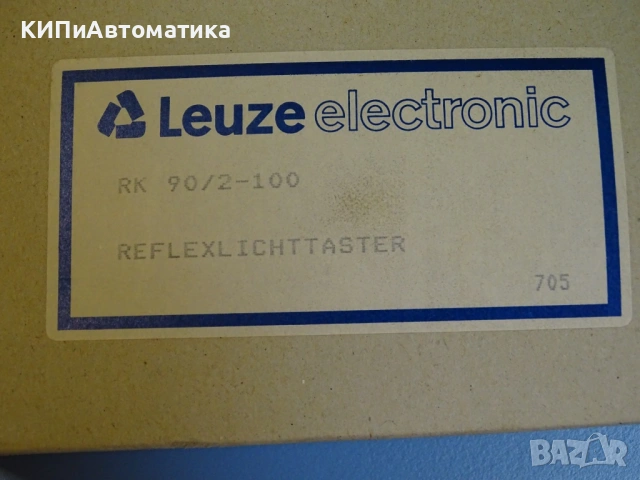 КИПиАвтоматика
Leuze electronic
RK 90/2-100
REFLEXLICHTTASTER
705
BAZAR